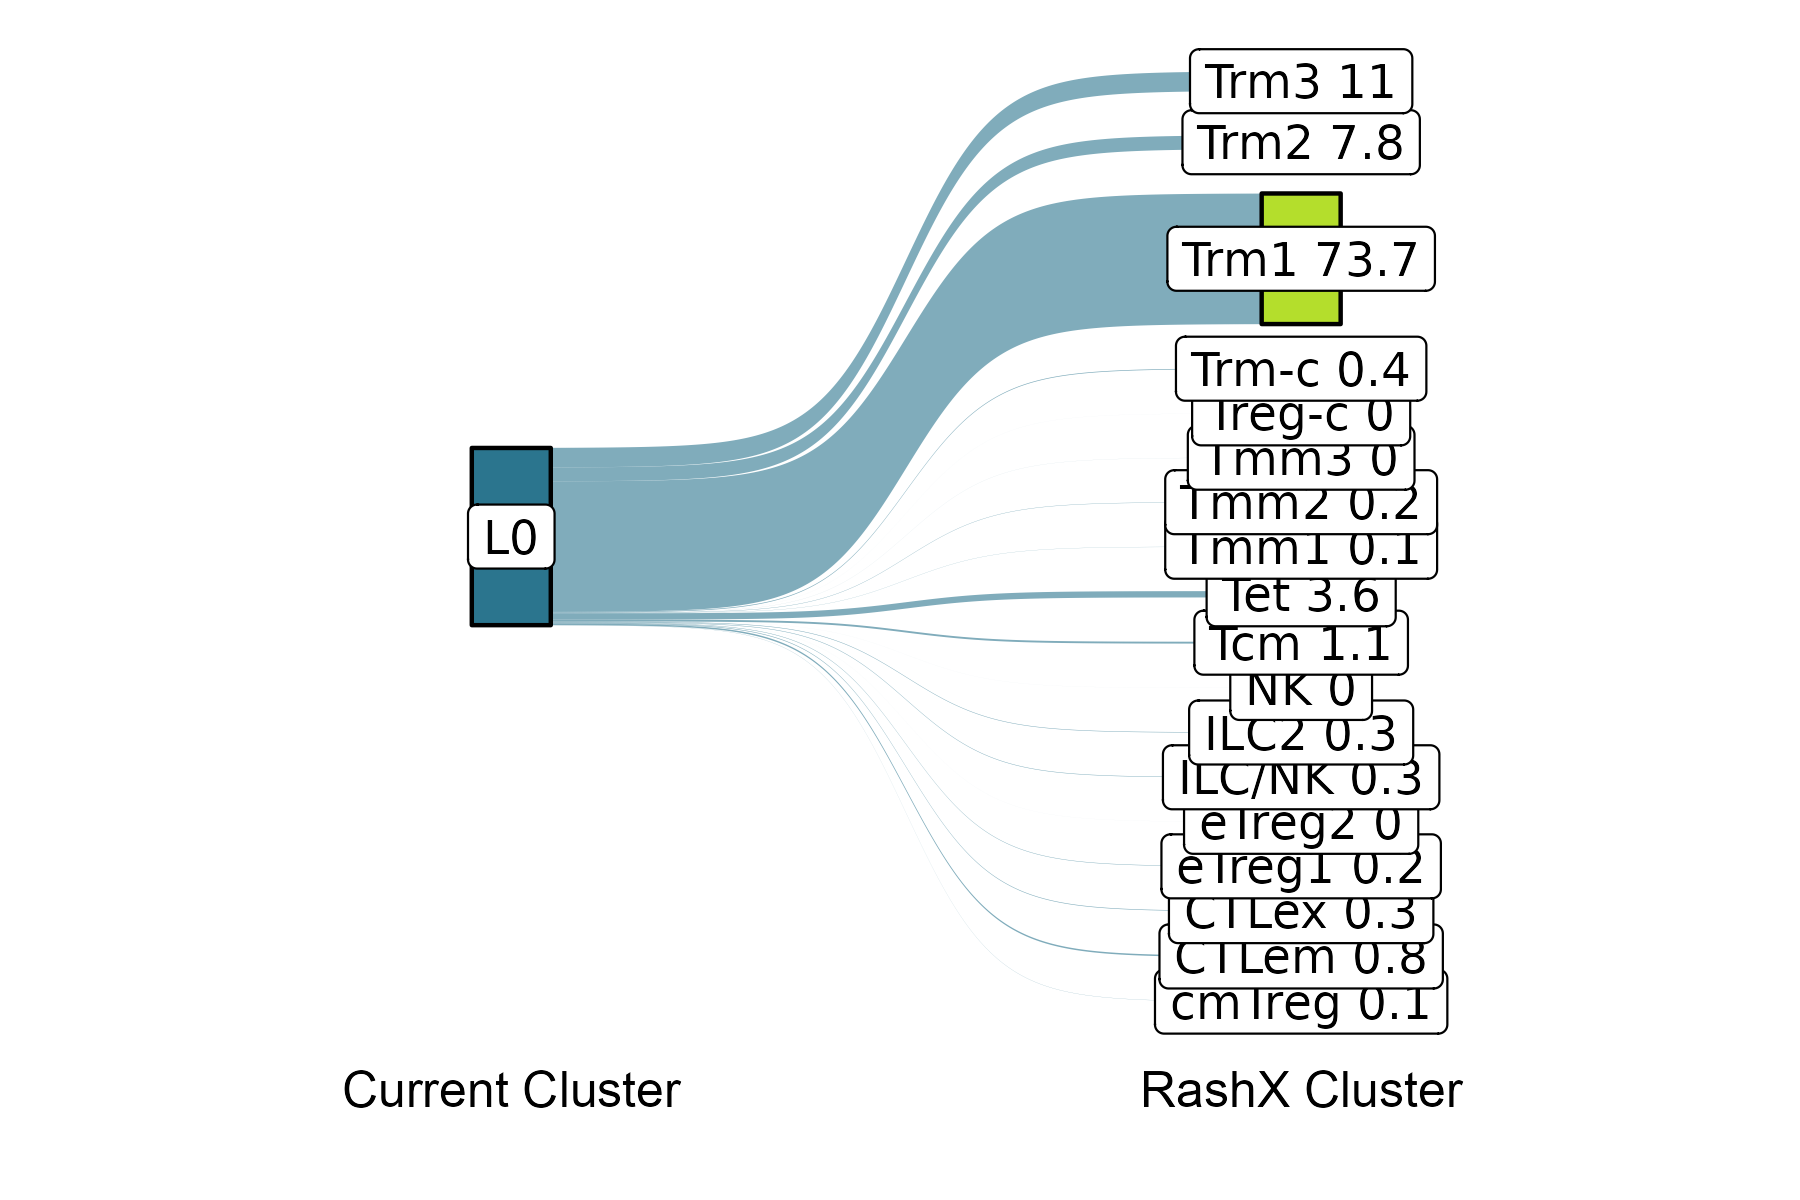 Trm3 11
Trm2 7.8
Trm1 73.7
Trm-c 0.4
Treg-c 0
Tmm3 0
Tmm2 0.2
Tmm1 0.1
Tet 3.6
Tcm 1.1
NK 0
ILC2 0.3
ILC/NK 0.3
eTreg2 0
eTreg1 0.2
CTLex 0.3
CTLem 0.8
cmTreg 0.1
L0
Current Cluster
RashX Cluster